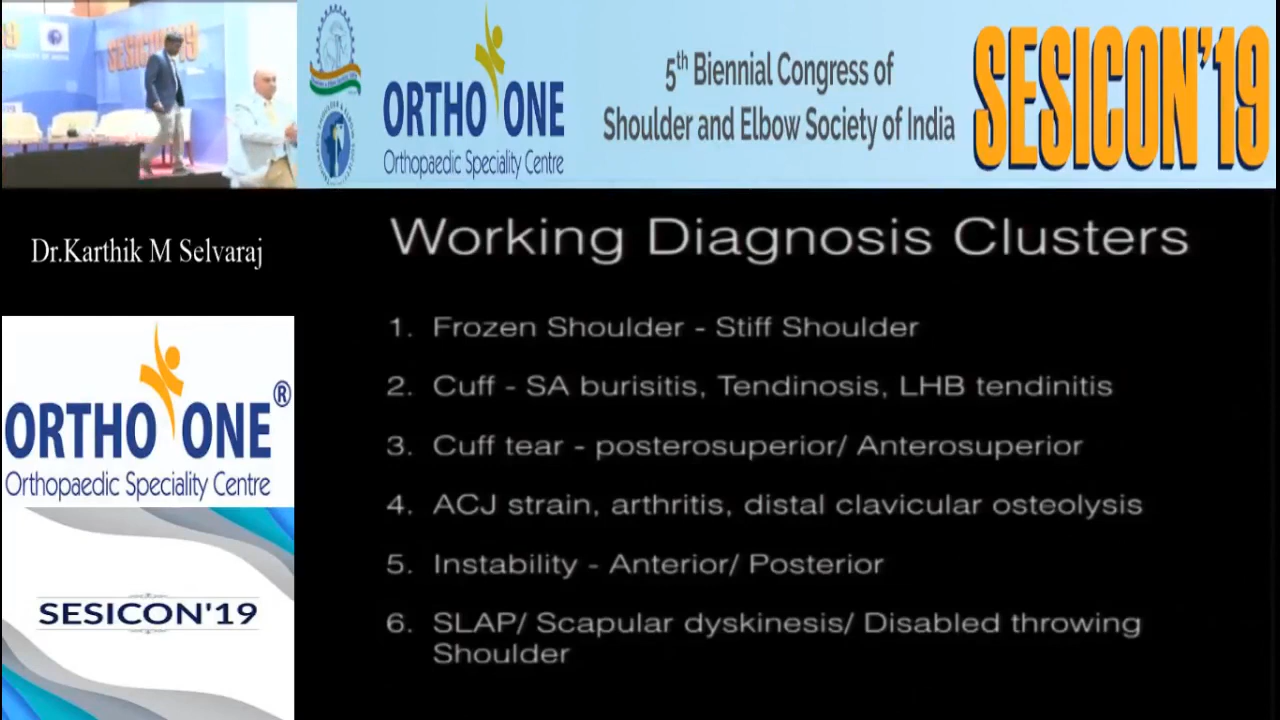 SESICON'19
ORTHO ONE
Orthopaedic Speciality Centre
5th Biennial Congress of
Shoulder and Elbow Society of India
SESICON'19
Dr.Karthik M Selvaraj
ORTHO ONE®
Orthopaedic Speciality Centre
SESICON'19
Working Diagnosis Clusters
1. Frozen Shoulder - Stiff Shoulder
2. Cuff - SA burisitis, Tendinosis, LHB tendinitis
3. Cuff tear - posterosuperior/ Anterosuperior
4. ACJ strain, arthritis, distal clavicular osteolysis
5. Instability - Anterior/ Posterior
6. SLAP/ Scapular dyskinesis/ Disabled throwing
Shoulder